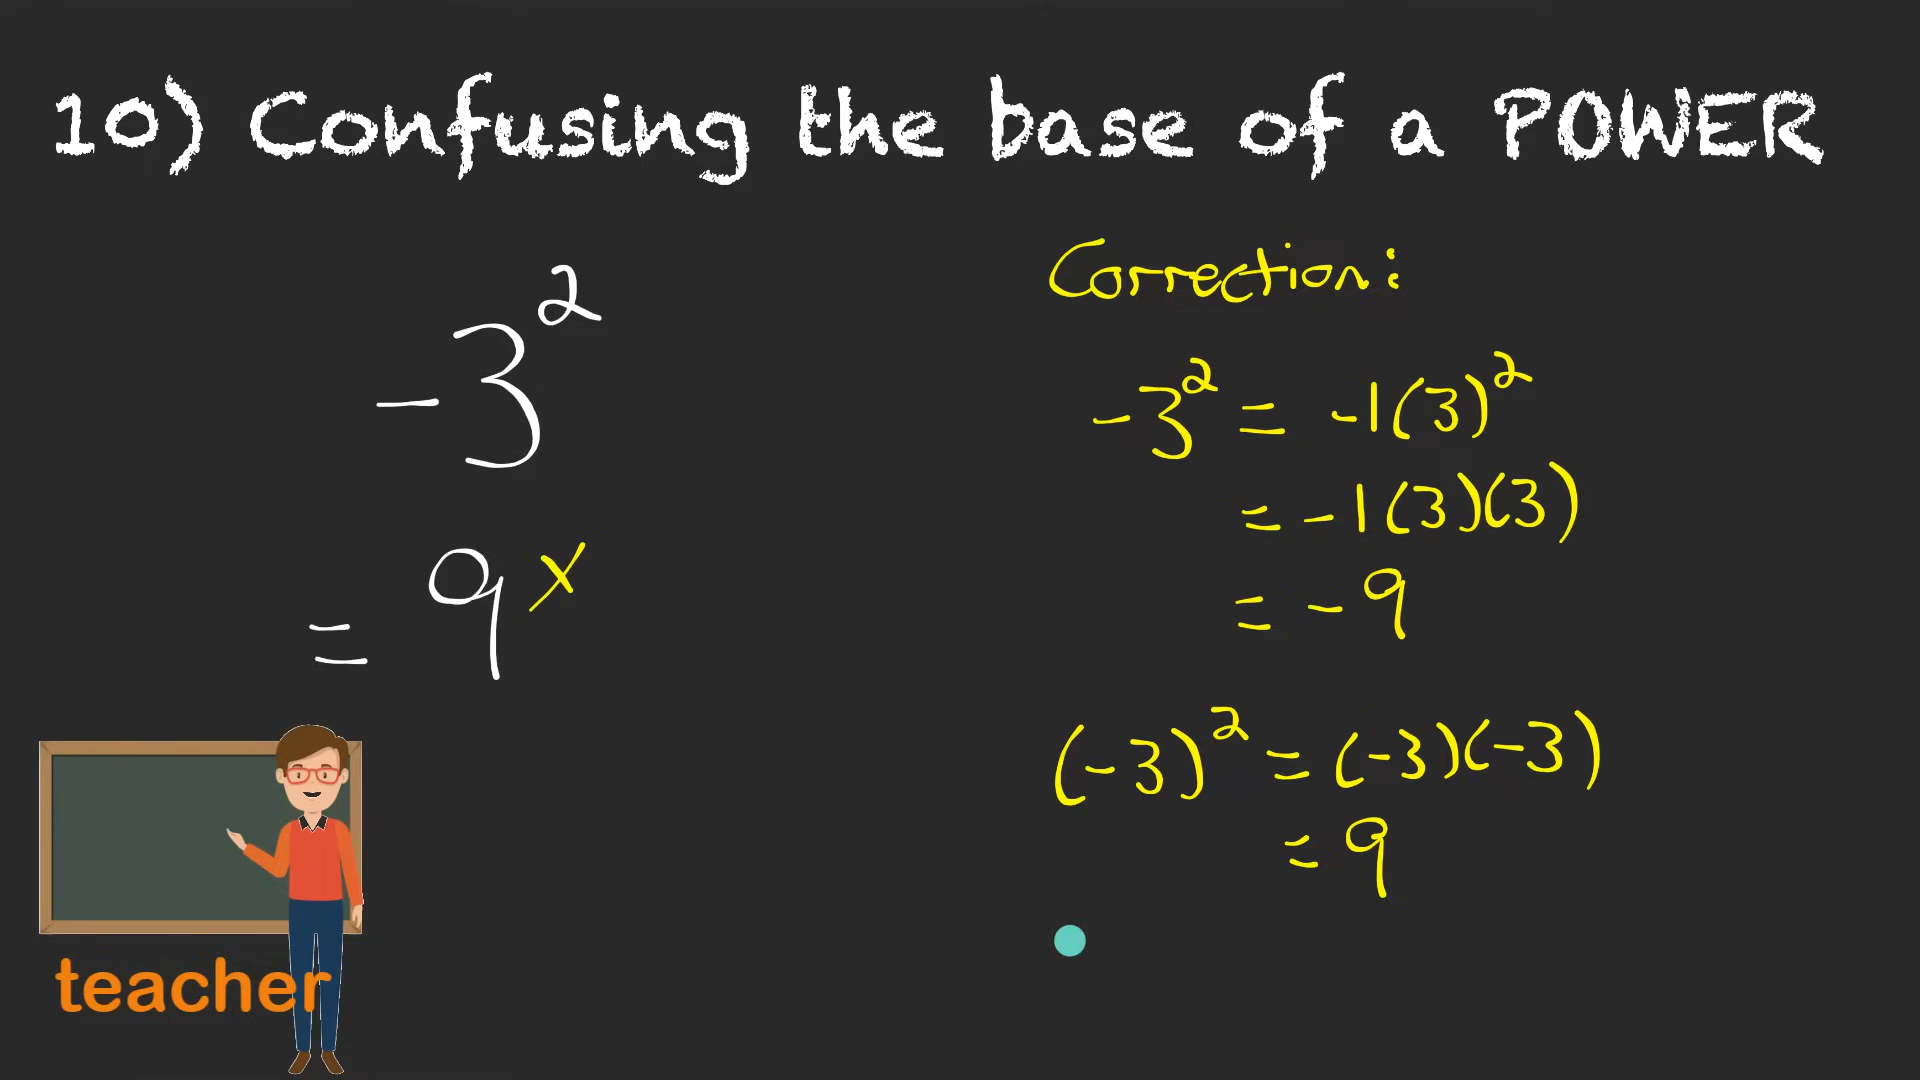 10) Confusing the base of a POWER
-3²
= 9 x
Correction:
-3² = -1(3)²
= -1(3)(3)
= -9
(-3)² = (-3)(-3)
= 9
teacher